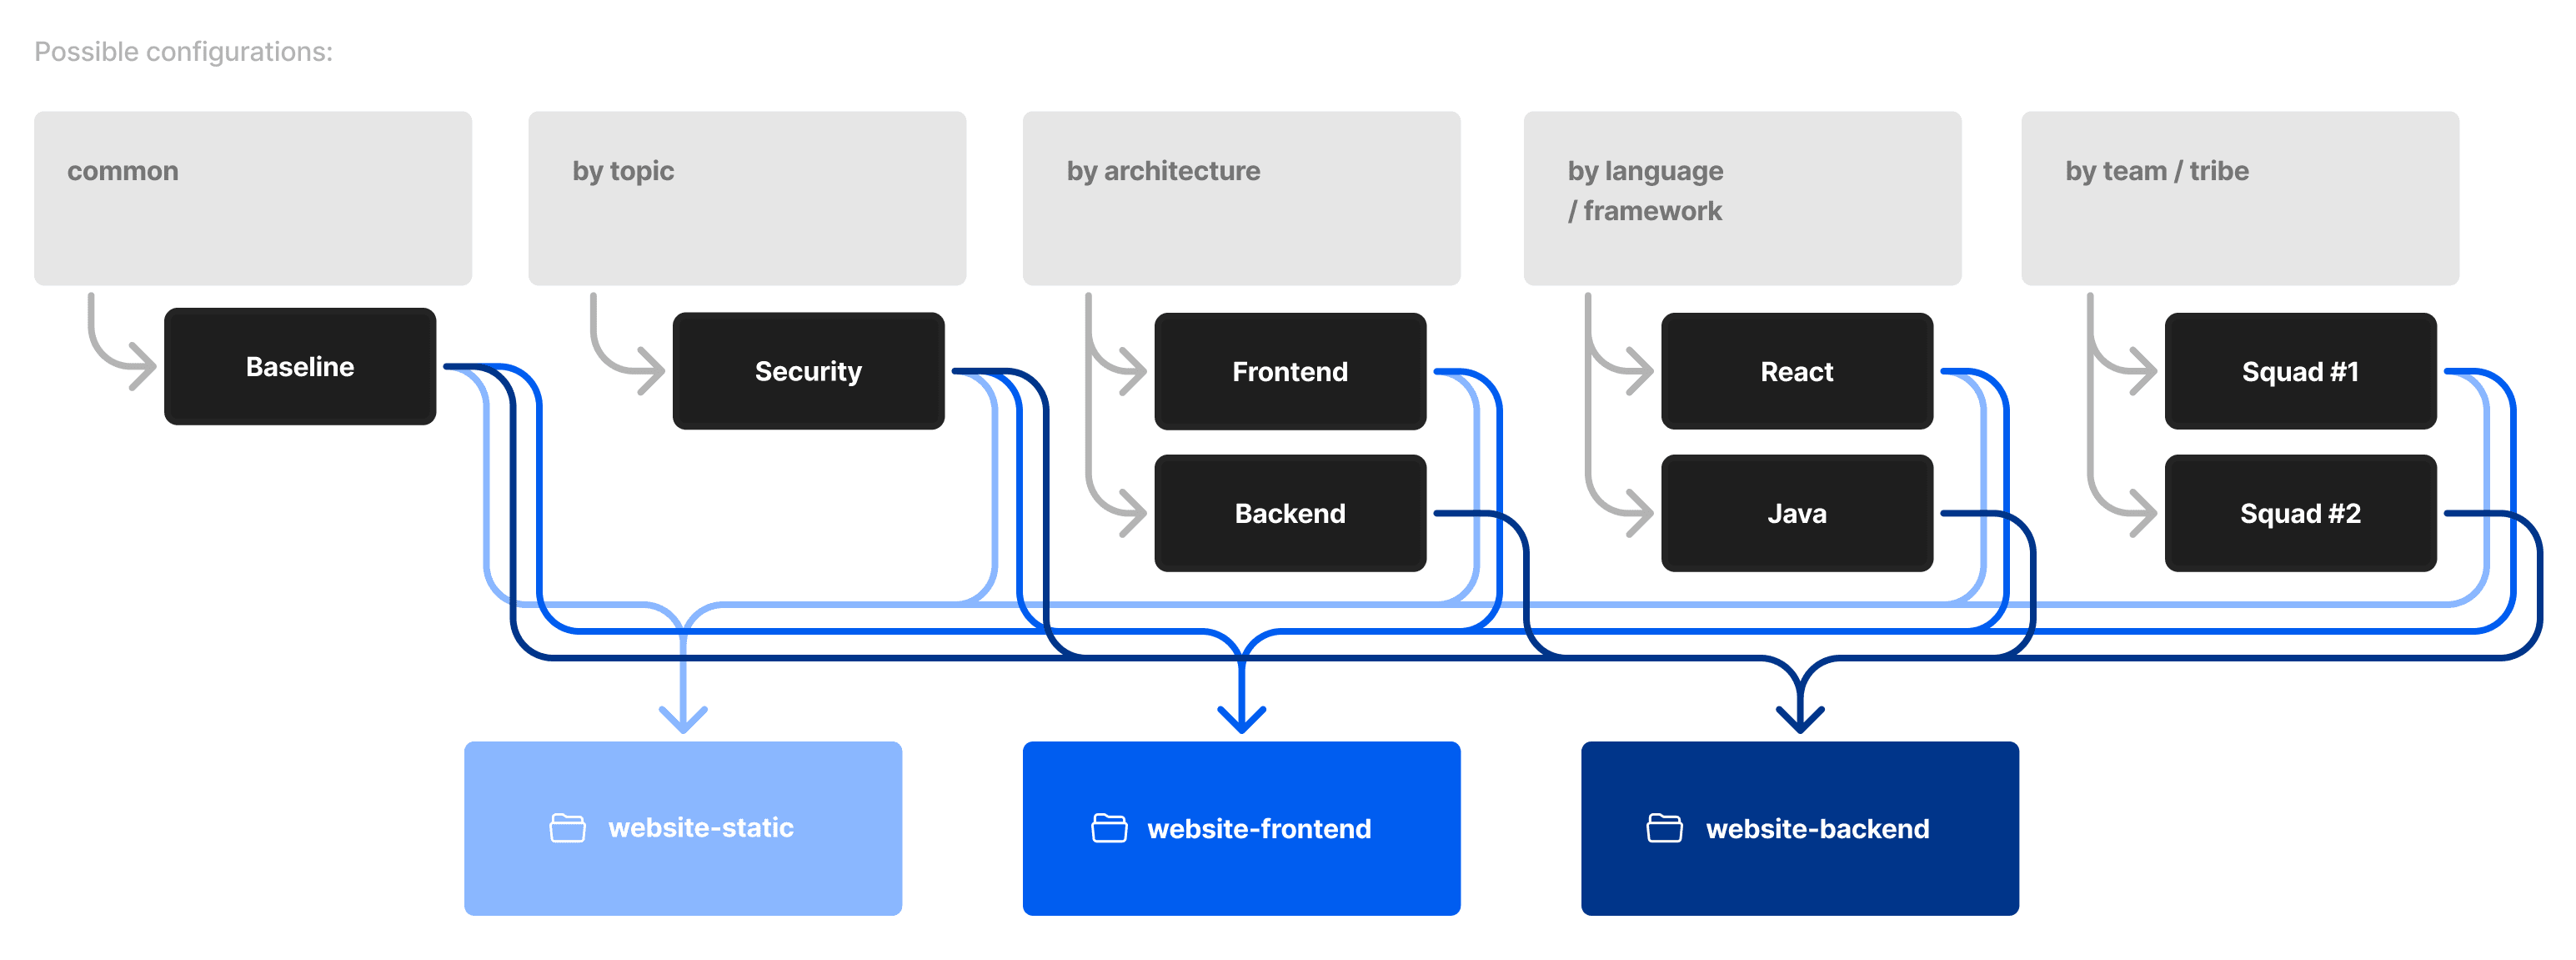 Possible configurations:
common
by topic
by architecture
by language
/ framework
by team / tribe
Baseline
Security
Frontend
React
Squad #1
Backend
Java
Squad #2
website-static
website-frontend
website-backend